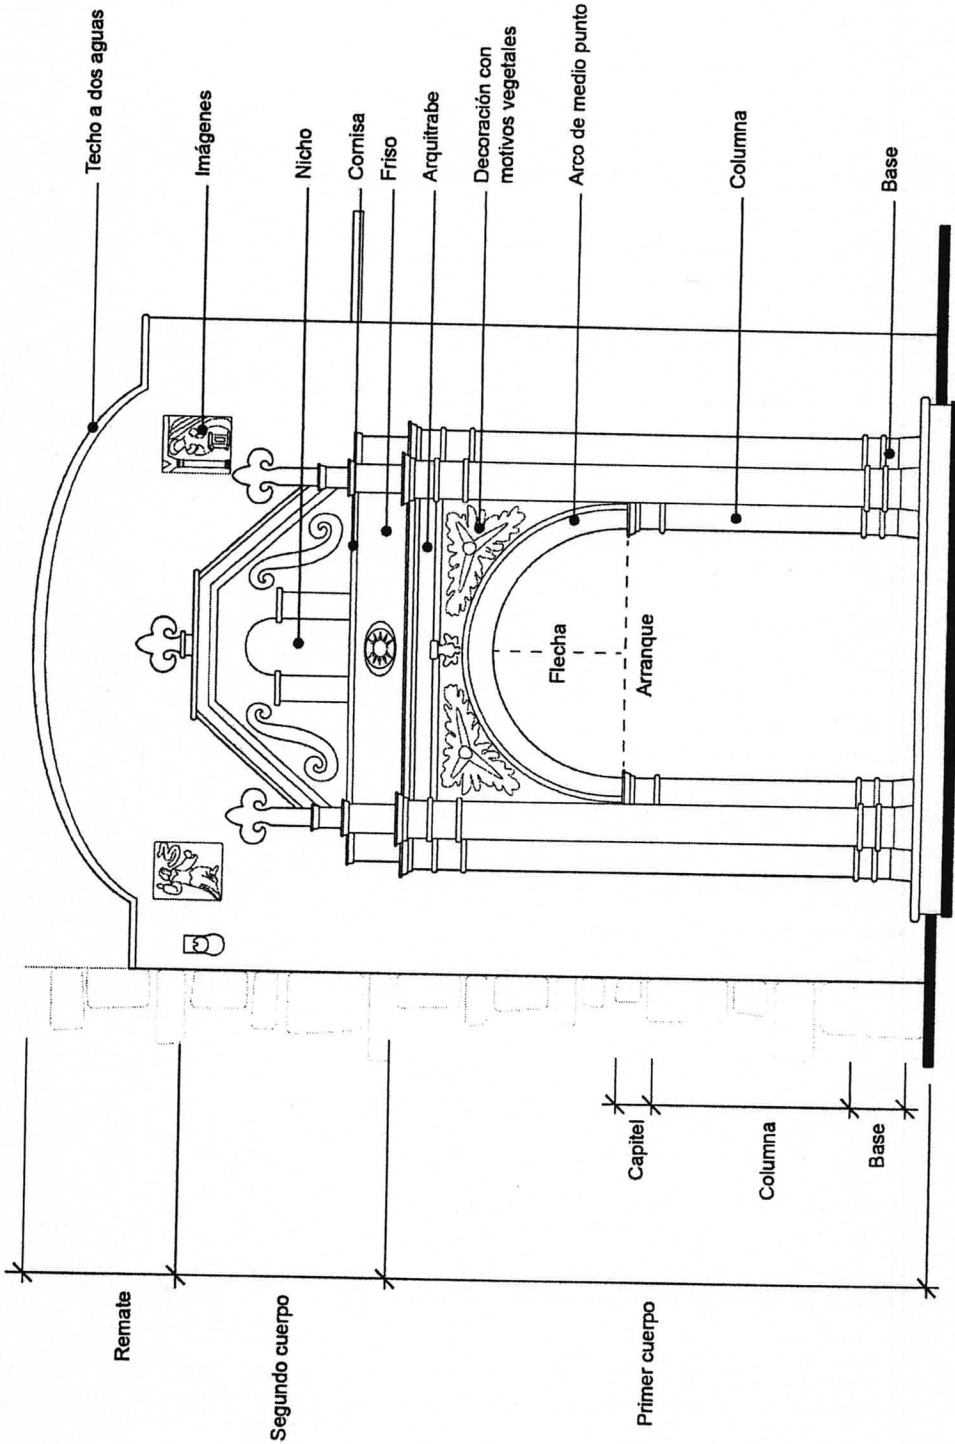 Techo a dos aguas
Imágenes
Nicho
Cornisa
Friso
Arquitrabe
Decoración con
motivos vegetales
Arco de medio punto
Columna
Base
Flecha
Arranque
Capitel
Columna
Base
Remate
Segundo cuerpo
Primer cuerpo